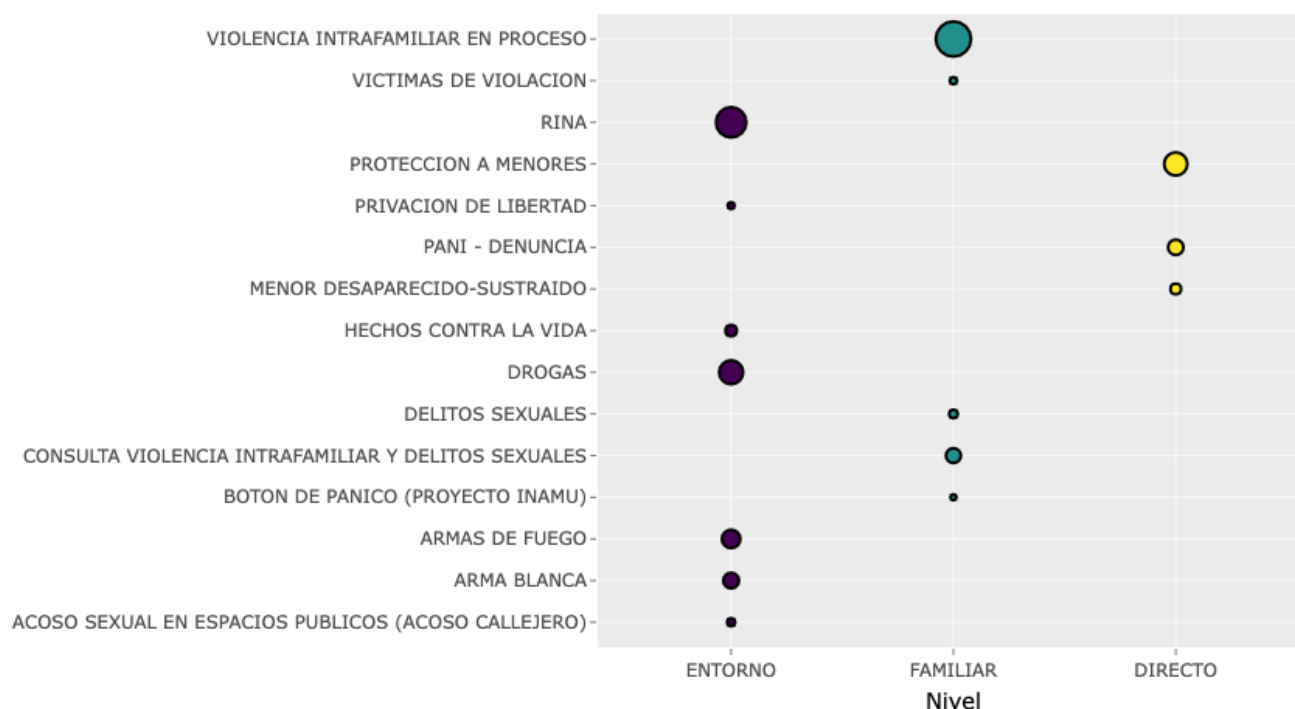 VIOLENCIA INTRAFAMILIAR EN PROCESO
VICTIMAS DE VIOLACION
RINA
PROTECCION A MENORES
PRIVACION DE LIBERTAD
PANI - DENUNCIA
MENOR DESAPARECIDO-SUSTRAIDO
HECHOS CONTRA LA VIDA
DROGAS
DELITOS SEXUALES
CONSULTA VIOLENCIA INTRAFAMILIAR Y DELITOS SEXUALES
BOTON DE PANICO (PROYECTO INAMU)
ARMAS DE FUEGO
ARMA BLANCA
ACOSO SEXUAL EN ESPACIOS PUBLICOS (ACOSO CALLEJERO)
ENTORNO FAMILIAR DIRECTO
Nivel